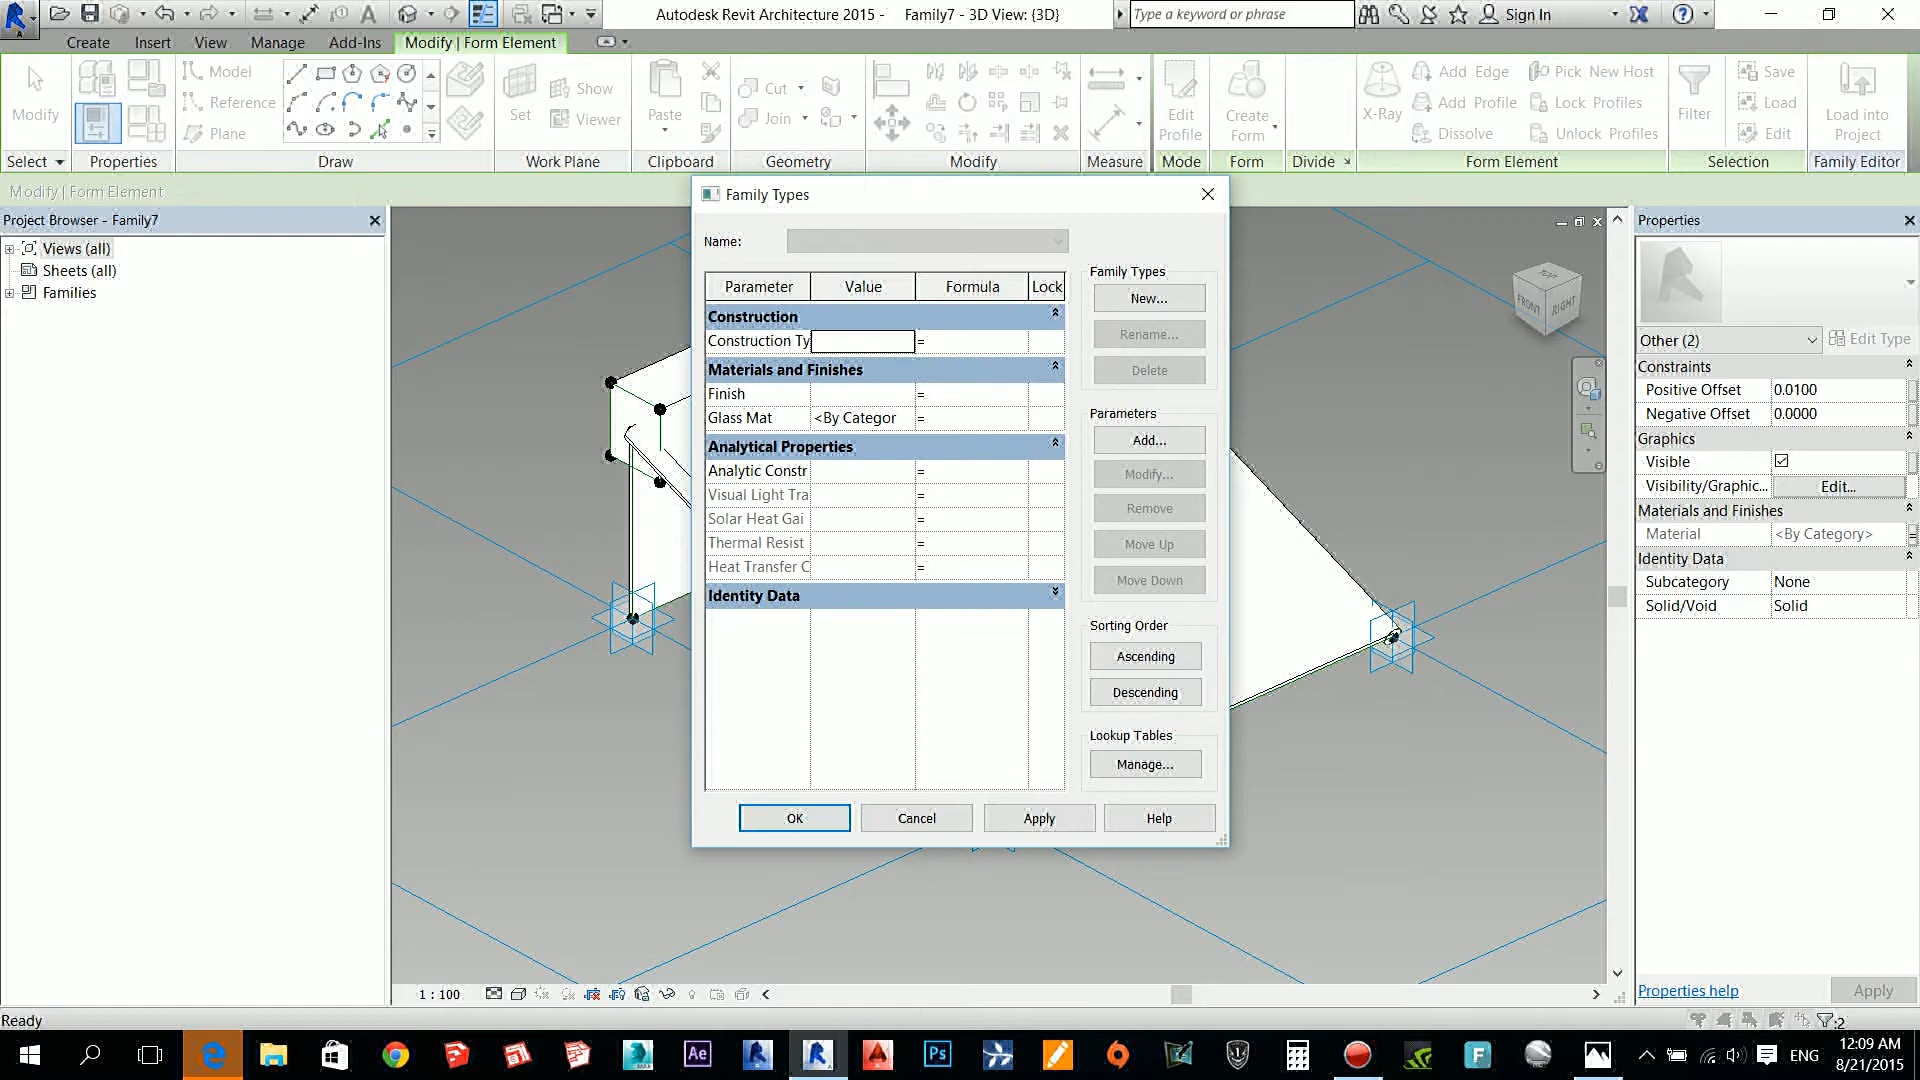 Autodesk Revit Architecture 2015 - Family7 - 3D View: {3D}
Type a keyword or phrase
Sign In
Create Insert View Manage Add-Ins Modify | Form Element
Modify
Model
Reference
Plane
Set
Show
Viewer
Paste
Cut
Join
Edit
Profile
Create
Form
X-Ray
Add Edge
Add Profile
Dissolve
Pick New Host
Lock Profiles
Unlock Profiles
Filter
Save
Load
Edit
Load into
Project
Select Properties Draw Work Plane Clipboard Geometry Modify Measure Mode Form Divide Form Element Selection Family Editor
Modify | Form Element
Project Browser - Family7
Views (all)
Sheets (all)
Families
Family Types
Name:
Parameter Value Formula Lock
Construction
Construction Ty =
Materials and Finishes
Finish =
Glass Mat <By Categor =
Analytical Properties
Analytic Constr =
Visual Light Tra =
Solar Heat Gai =
Thermal Resist =
Heat Transfer C =
Identity Data
Family Types
New...
Rename...
Delete
Parameters
Add...
Modify...
Remove
Move Up
Move Down
Sorting Order
Ascending
Descending
Lookup Tables
Manage...
OK Cancel Apply Help
TOP
FRONT RIGHT
Properties
Other (2) Edit Type
Constraints
Positive Offset 0.0100
Negative Offset 0.0000
Graphics
Visible
Visibility/Graphic... Edit...
Materials and Finishes
Material <By Category>
Identity Data
Subcategory None
Solid/Void Solid
Properties help Apply
1 : 100
Ready
:2
Ae
Ps
F
ENG
12:09 AM
8/21/2015